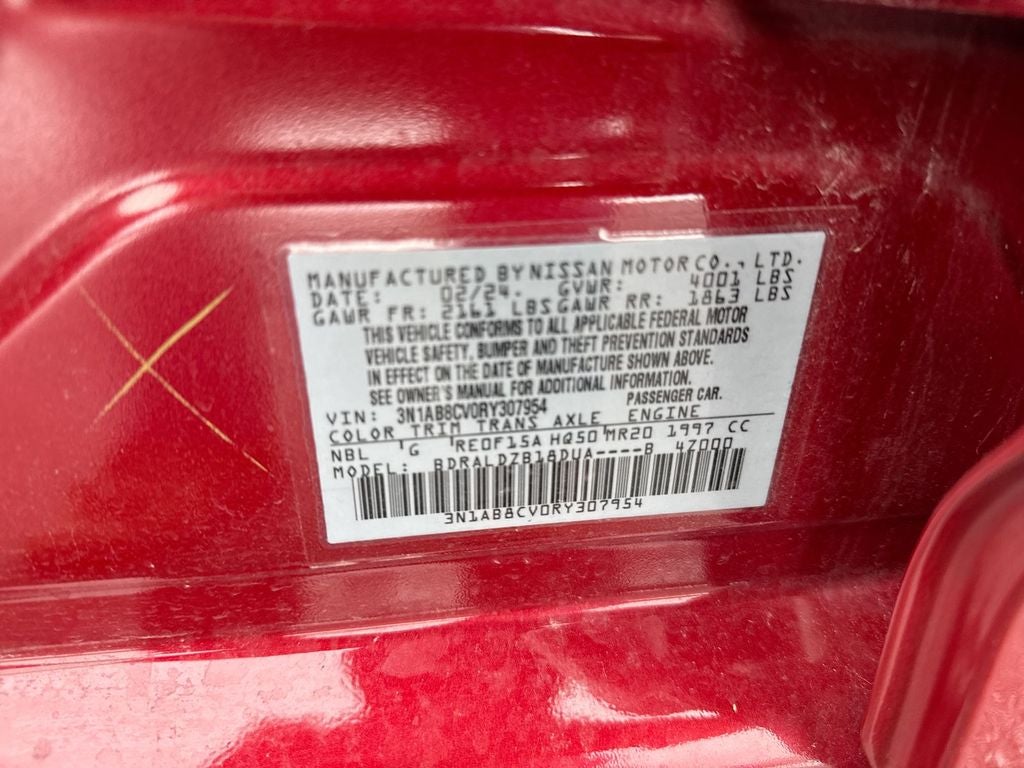 MANUFACTURED BY NISSAN MOTOR CO., LTD.
DATE: 02/24. GVWR: 4001 LBS
GAWR FR: 2161 LBS GAWR RR: 1863 LBS
THIS VEHICLE CONFORMS TO ALL APPLICABLE FEDERAL MOTOR
VEHICLE SAFETY, BUMPER AND THEFT PREVENTION STANDARDS
IN EFFECT ON THE DATE OF MANUFACTURE SHOWN ABOVE.
SEE OWNER'S MANUAL FOR ADDITIONAL INFORMATION.
VIN: 3N1AB8CV0RY307954 PASSENGER CAR.
COLOR TRIM TRANS AXLE ENGINE
NBL 'G RE0F15A HQ50 MR20 1997 CC
MODEL: BDRALDZB18DUA----B 4Z000
3N1AB8CV0RY307954